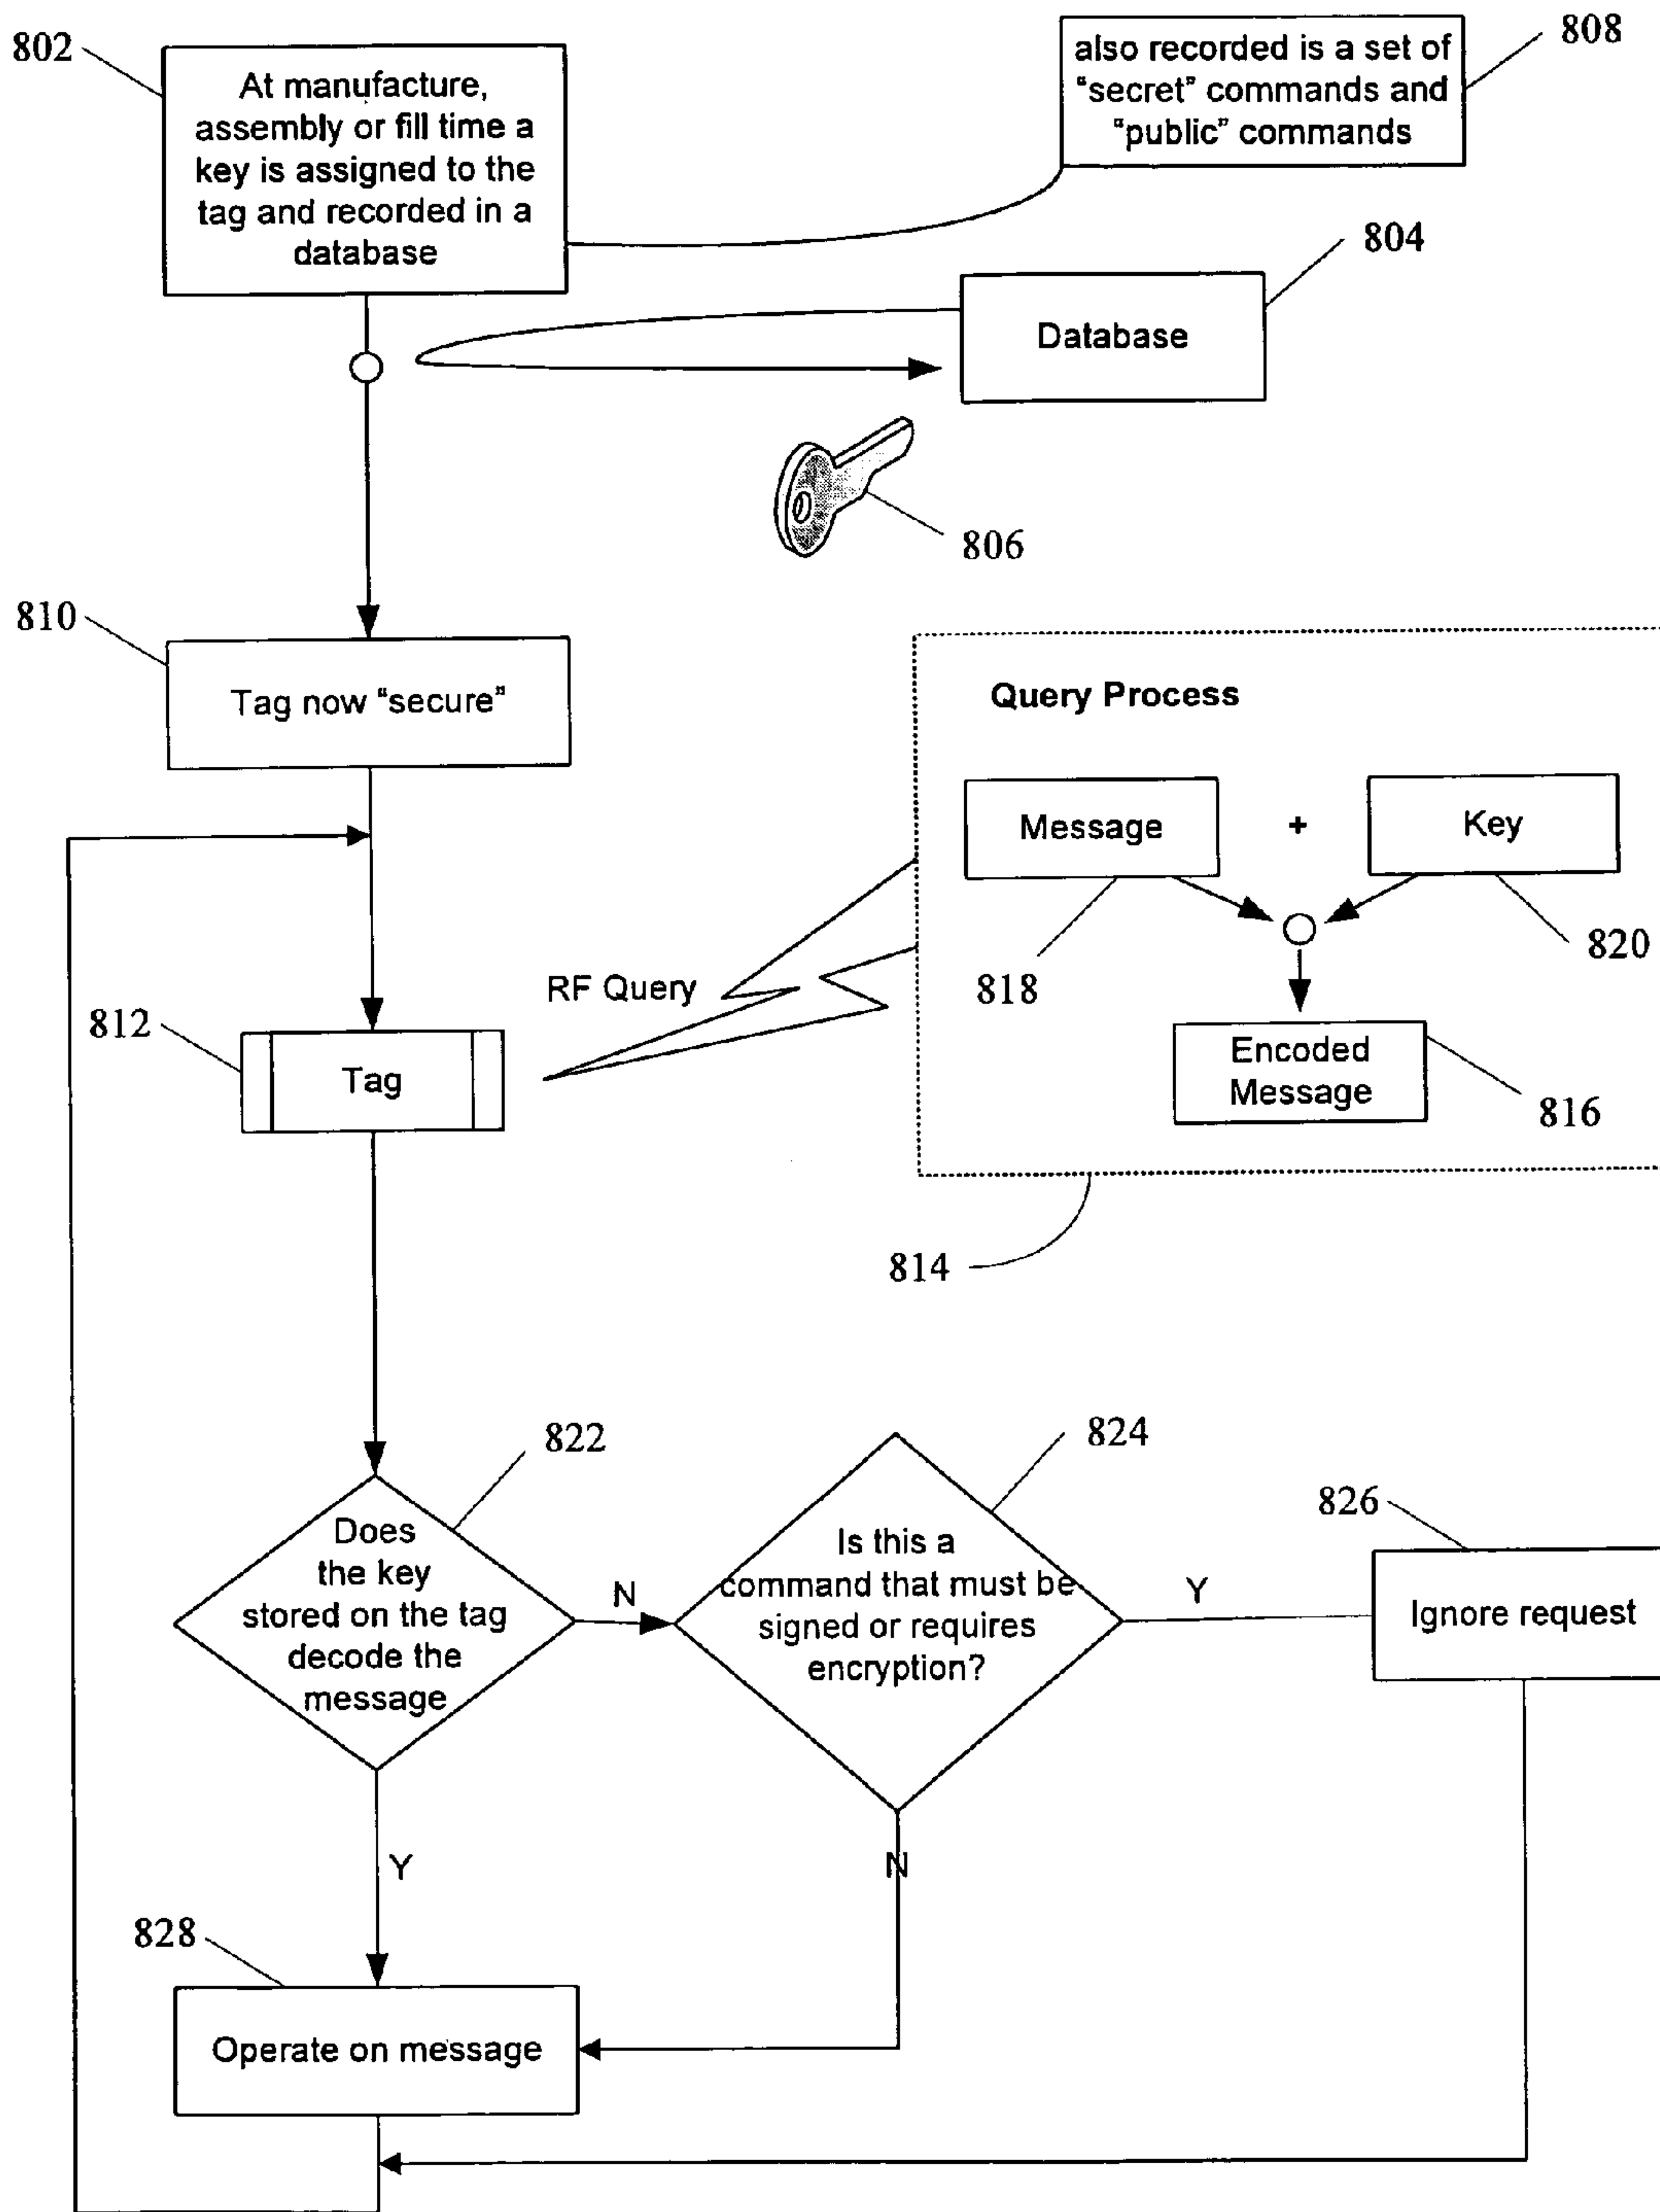 802
At manufacture,
assembly or fill time a
key is assigned to the
tag and recorded in a
database
also recorded is a set of
"secret" commands and
"public" commands
808
804
Database
806
810
Tag now "secure"
Query Process
Message
+
Key
818
820
RF Query
812
Tag
Encoded
Message
816
814
822
Does
the key
stored on the tag
decode the
message
N
824
Is this a
command that must be
signed or requires
encryption?
Y
826
Ignore request
Y
N
828
Operate on message